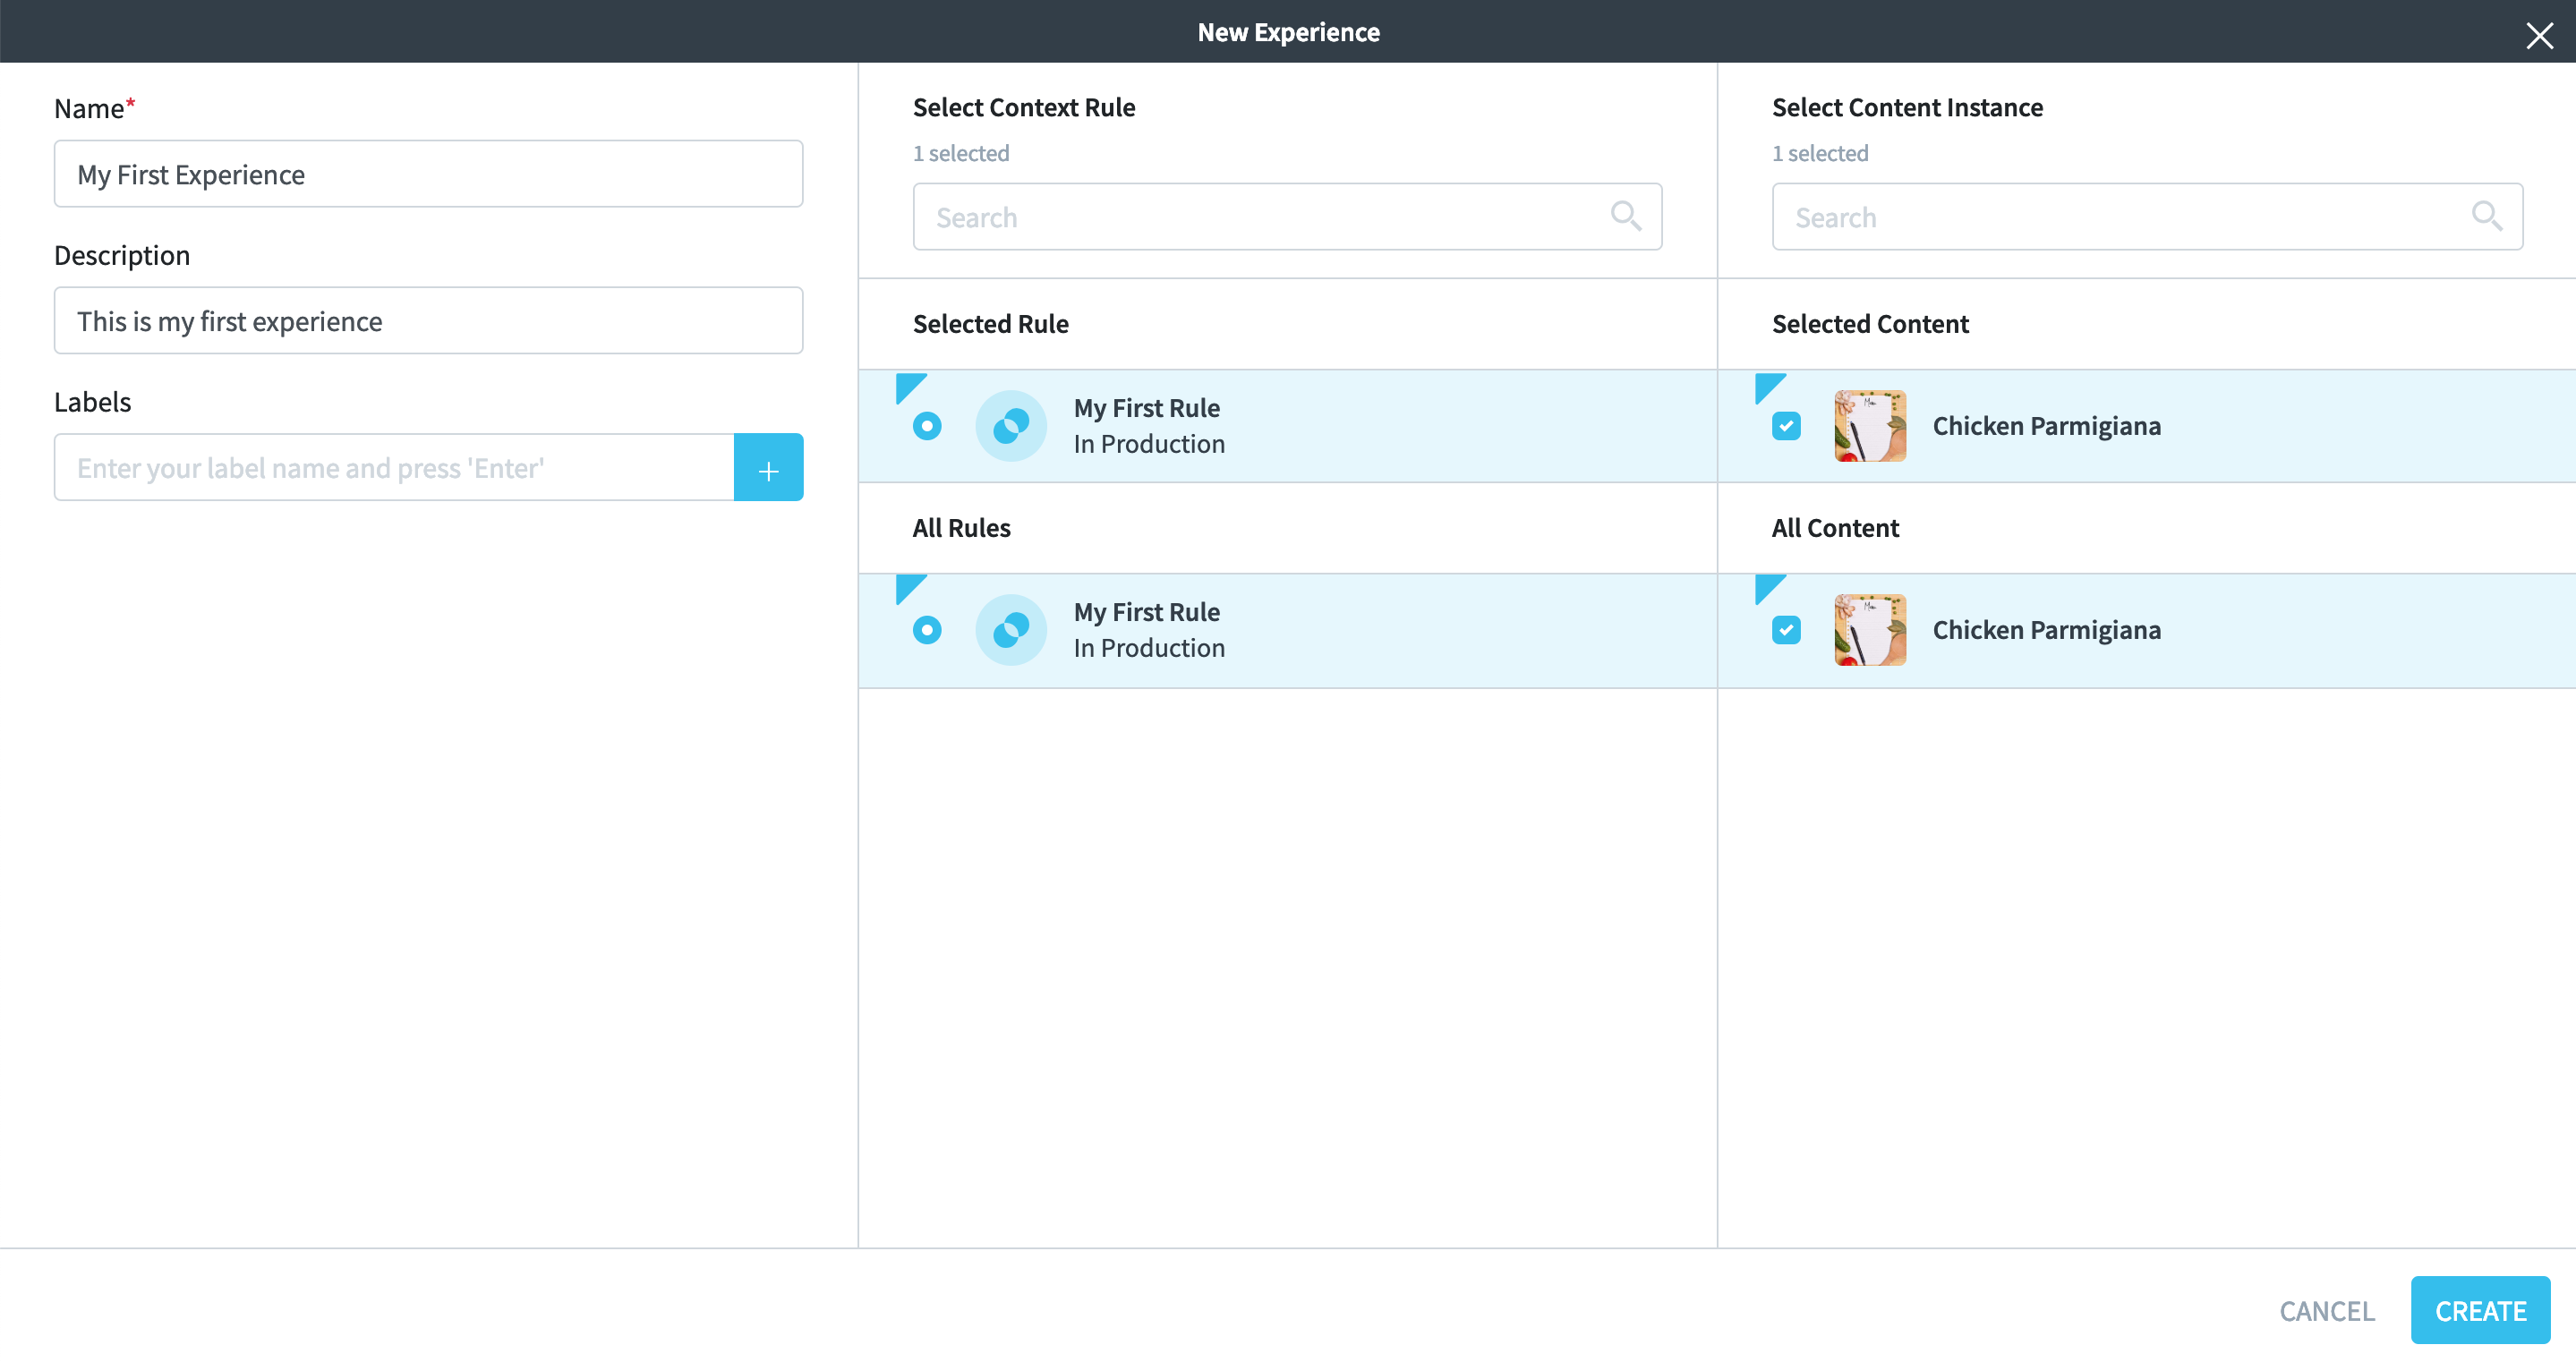 New Experience
Name*
My First Experience
Description
This is my first experience
Labels
Enter your label name and press 'Enter'
Select Context Rule
1 selected
Search
Selected Rule
My First Rule
In Production
All Rules
My First Rule
In Production
Select Content Instance
1 selected
Search
Selected Content
Chicken Parmigiana
All Content
Chicken Parmigiana
CANCEL
CREATE